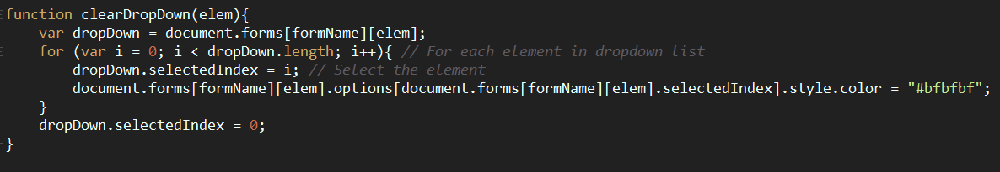 function clearDropDown(elem){
    var dropDown = document.forms[formName][elem];
    for (var i = 0; i < dropDown.length; i++){ // For each element in dropdown list
        dropDown.selectedIndex = i; // Select the element
        document.forms[formName][elem].options[document.forms[formName][elem].selectedIndex].style.color = "#bfbfbf";
    }
    dropDown.selectedIndex = 0;
}